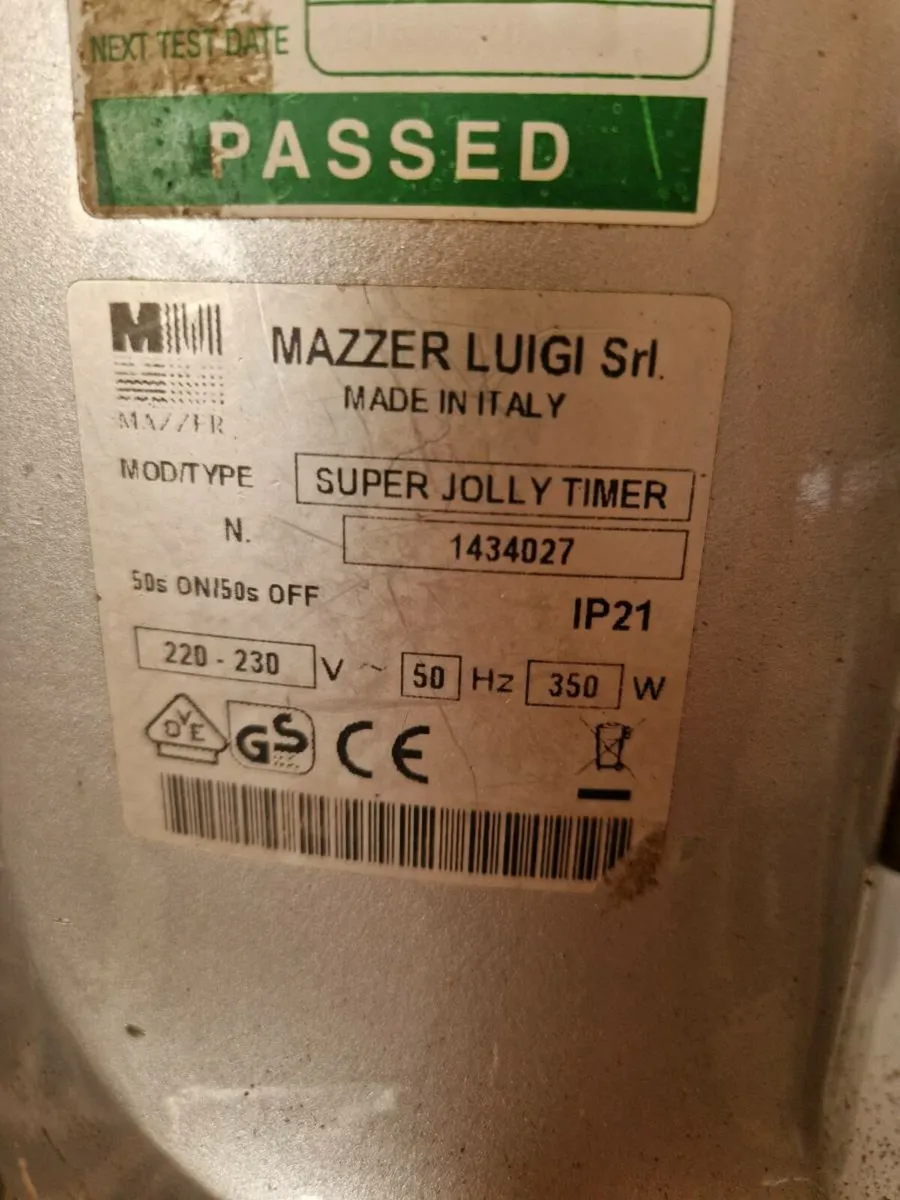 NEXT TEST DATE
PASSED
M
MAZZER
MAZZER LUIGI Srl.
MADE IN ITALY
MOD/TYPE SUPER JOLLY TIMER
N. 1434027
50s ON/50s OFF IP21
220 - 230 V ~ 50 Hz 350 W
DVE GS CE